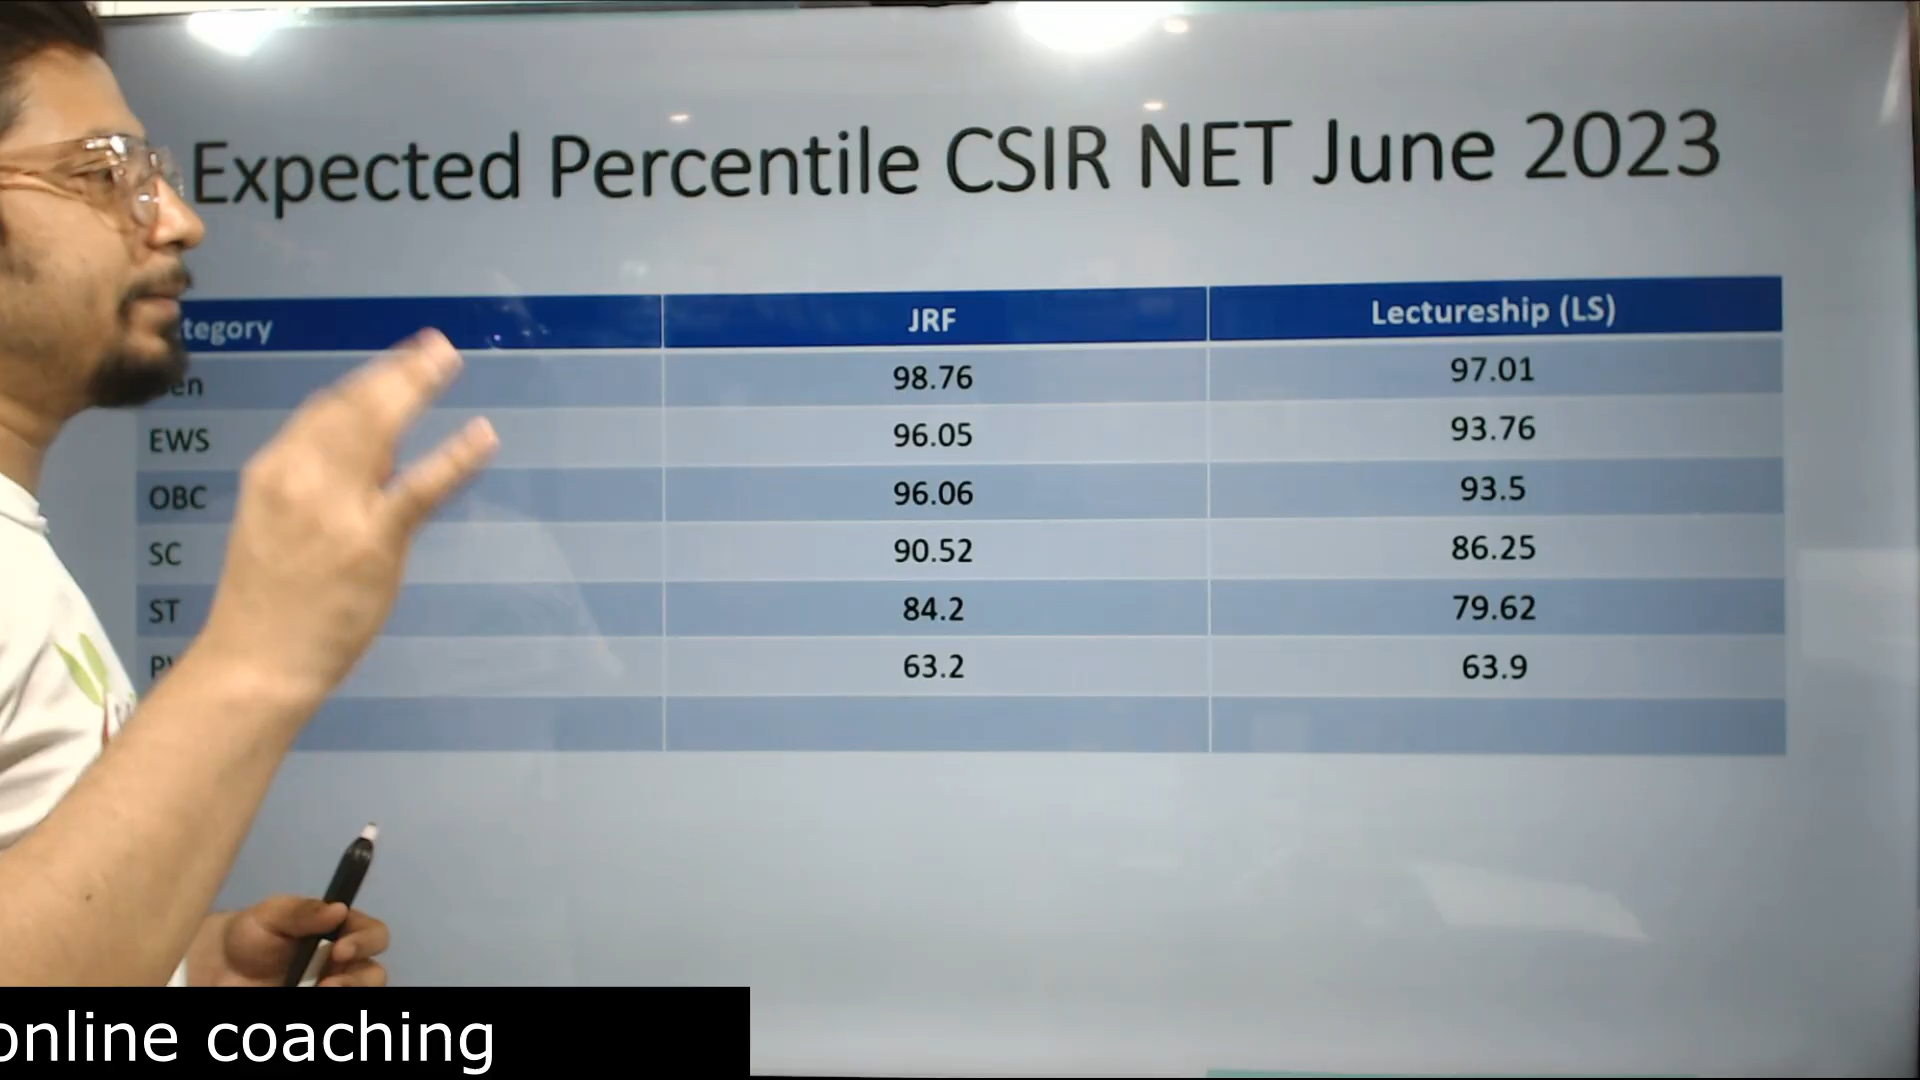 Expected Percentile CSIR NET June 2023
tegory JRF Lectureship (LS)
en 98.76 97.01
EWS 96.05 93.76
OBC 96.06 93.5
SC 90.52 86.25
ST 84.2 79.62
P 63.2 63.9
online coaching